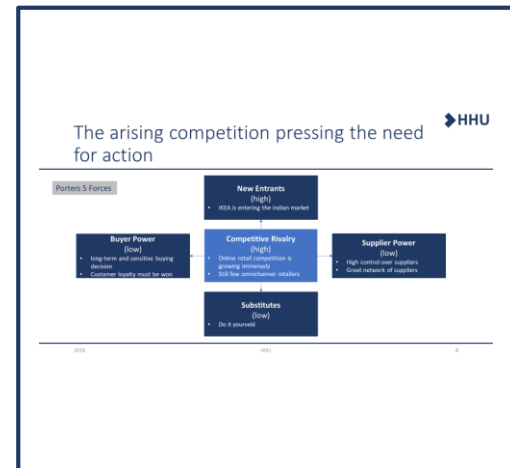 HHU
The arising competition pressing the need
for action
Porters 5 Forces
New Entrants
(high)
• IKEA is entering the Indian market
Buyer Power
(low)
• long-term and sensitive buying
decision
• Customer loyalty must be won
Competitive Rivalry
(high)
• Online retail competition is
growing immensely
• Still few omnichannel retailers
Supplier Power
(low)
• High control over suppliers
• Great network of suppliers
Substitutes
(low)
• Do it yourseld
HHU
8